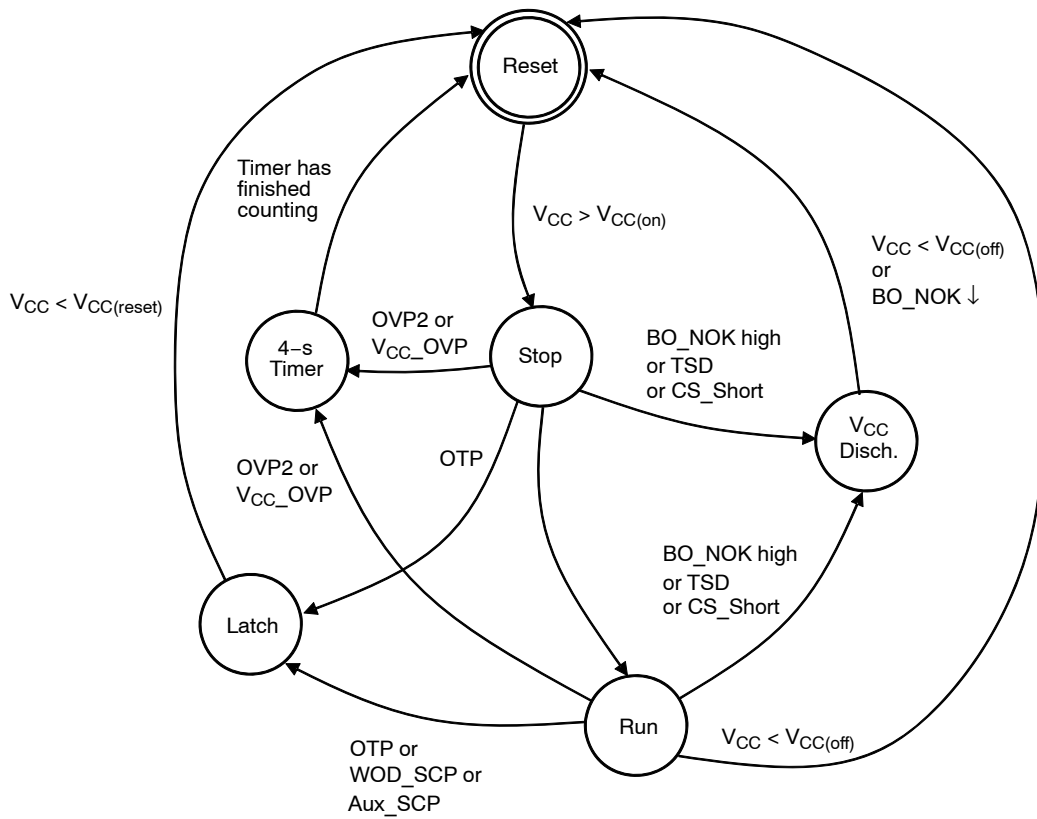 Reset
Timer has
finished
counting
V_CC > V_CC(on)
V_CC < V_CC(off)
or
BO_NOK ↓
V_CC < V_CC(reset)
OVP2 or
V_CC_OVP
4−s
Timer
Stop
BO_NOK high
or TSD
or CS_Short
V_CC
Disch.
OTP
OVP2 or
V_CC_OVP
BO_NOK high
or TSD
or CS_Short
Latch
Run
V_CC < V_CC(off)
OTP or
WOD_SCP or
Aux_SCP